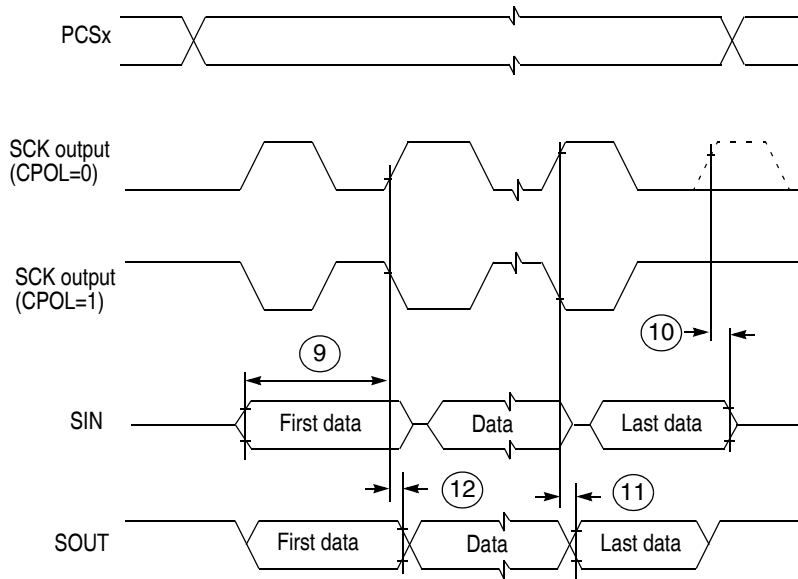 PCSx
SCK output
(CPOL=0)
SCK output
(CPOL=1)
10
9
SIN
First data
Data
Last data
12
11
SOUT
First data
Data
Last data